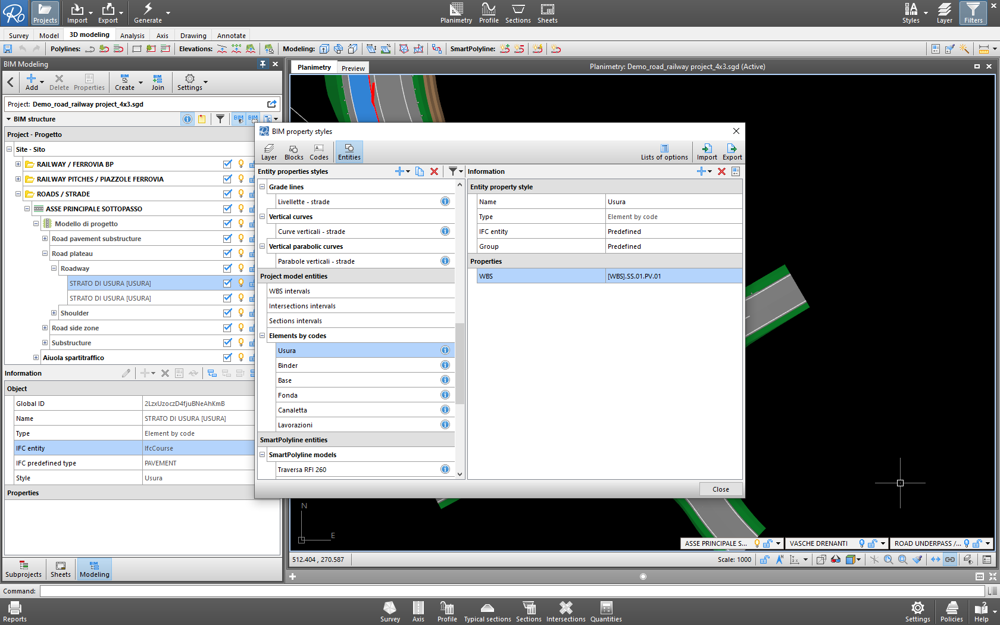 Ro
Projects
Import
Export
Generate
Planimetry
Profile
Sections
Sheets
Styles
Layer
Filters
Survey
Model
3D modeling
Analysis
Axis
Drawing
Annotate
Polylines:
Elevations:
Modeling:
SmartPolyline:
BIM Modeling
Planimetry
Preview
Planimetry: Demo_road_railway project_4x3.sgd (Active)
Add
Delete
Properties
BIM
Create
BIM
Join
Settings
Project: Demo_road_railway project_4x3.sgd
BIM structure
BIM
BIM
Project - Progetto
Site - Sito
RAILWAY / FERROVIA BP
RAILWAY PITCHES / PIAZZOLE FERROVIA
ROADS / STRADE
ASSE PRINCIPALE SOTTOPASSO
Modello di progetto
Road pavement substructure
Road plateau
Roadway
STRATO DI USURA [USURA]
STRATO DI USURA [USURA]
Shoulder
Road side zone
Substructure
Aiuola spartitraffico
Information
Object
Global ID 2LzxUzoczD4fjuBNeAhKmB
Name STRATO DI USURA [USURA]
Type Element by code
IFC entity IfcCourse
IFC predefined type PAVEMENT
Style Usura
Properties
Subprojects
Sheets
BIM
Modeling
Ro BIM property styles
Layer
Blocks
A...
Codes
Entities
Lists of options
Import
Export
Entity properties styles
Grade lines
Livellette - strade
Vertical curves
Curve verticali - strade
Vertical parabolic curves
Parabole verticali - strade
Project model entities
WBS intervals
Intersections intervals
Sections intervals
Elements by codes
Usura
Binder
Base
Fonda
Canaletta
Lavorazioni
SmartPolyline entities
SmartPolyline models
Traversa RFI 260
Information
Entity property style
Name Usura
Type Element by code
IFC entity Predefined
Group Predefined
Properties
WBS [WBS].SS.01.PV.01
Close
N
E
ASSE PRINCIPALE S...
VASCHE DRENANTI
ROAD UNDERPASS /...
512.404 , 270.587
Scale: 1000
Command:
Reports
Survey
Axis
Profile
Typical sections
Sections
Intersections
Quantities
Settings
Policies
Help